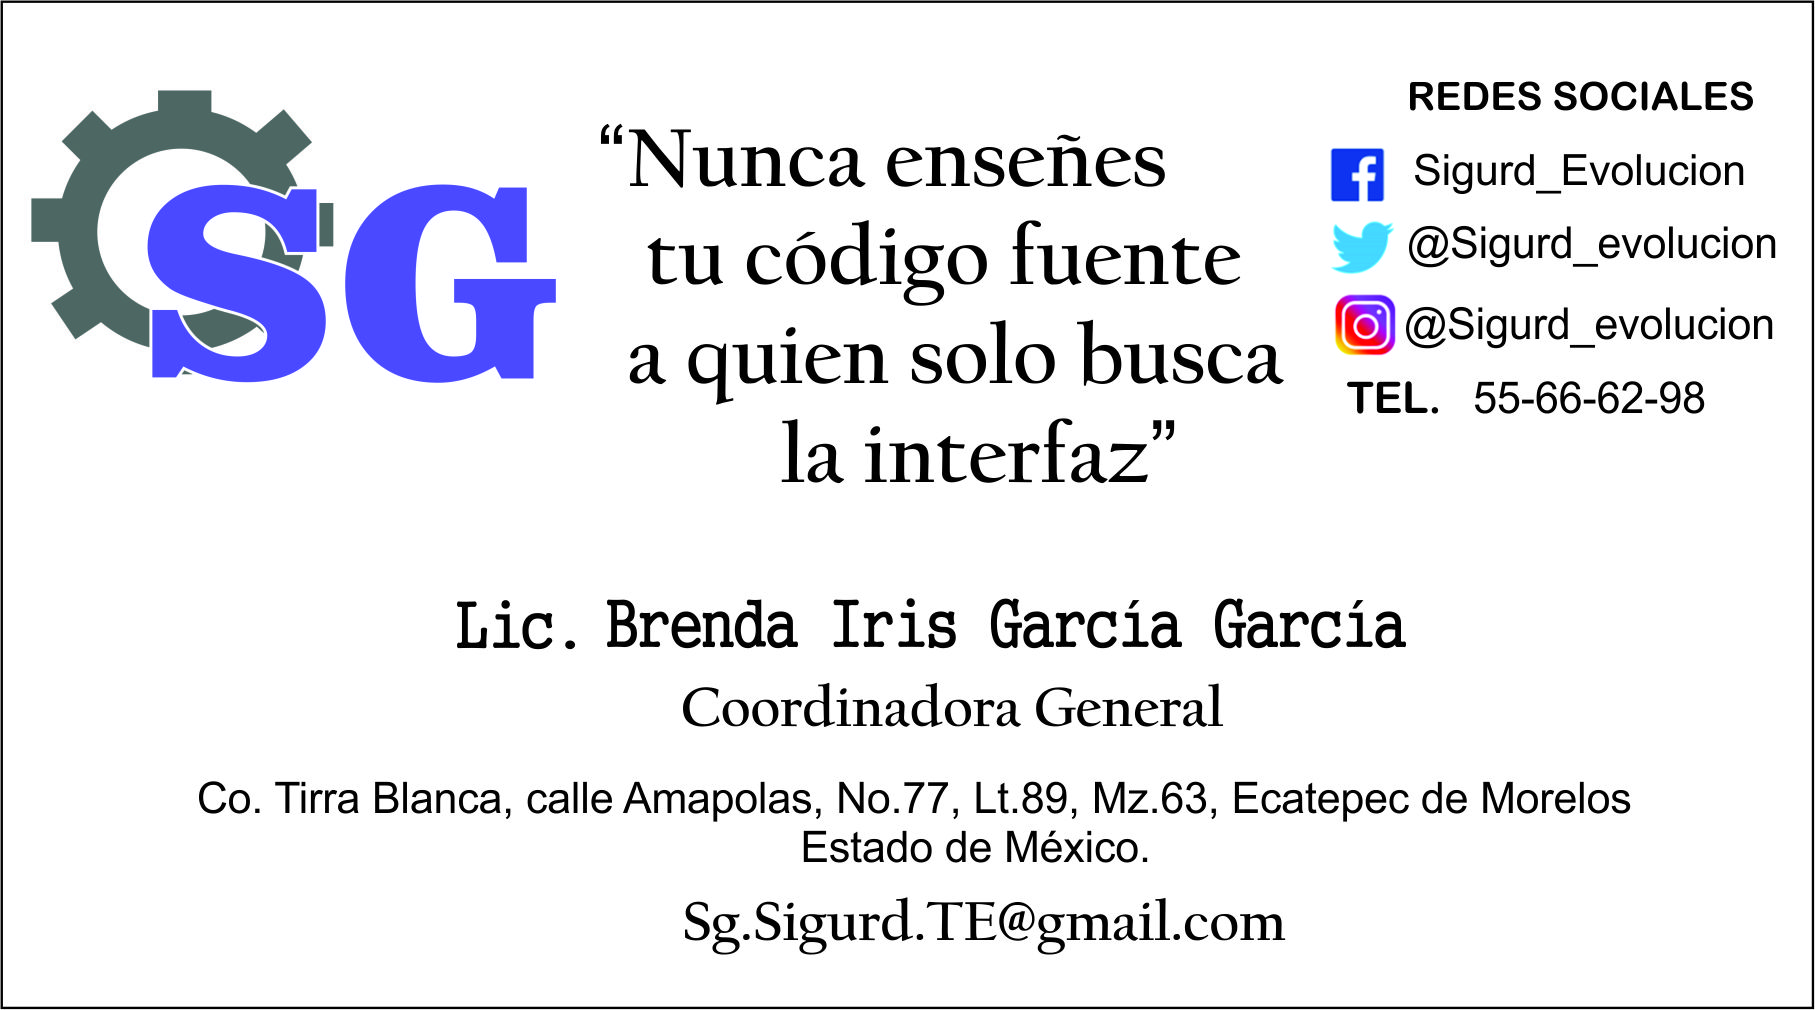 SG
“Nunca enseñes
tu código fuente
a quien solo busca
la interfaz”
REDES SOCIALES
Sigurd_Evolucion
@Sigurd_evolucion
@Sigurd_evolucion
TEL. 55-66-62-98
Lic. Brenda Iris García García
Coordinadora General
Co. Tirra Blanca, calle Amapolas, No.77, Lt.89, Mz.63, Ecatepec de Morelos
Estado de México.
Sg.Sigurd.TE@gmail.com